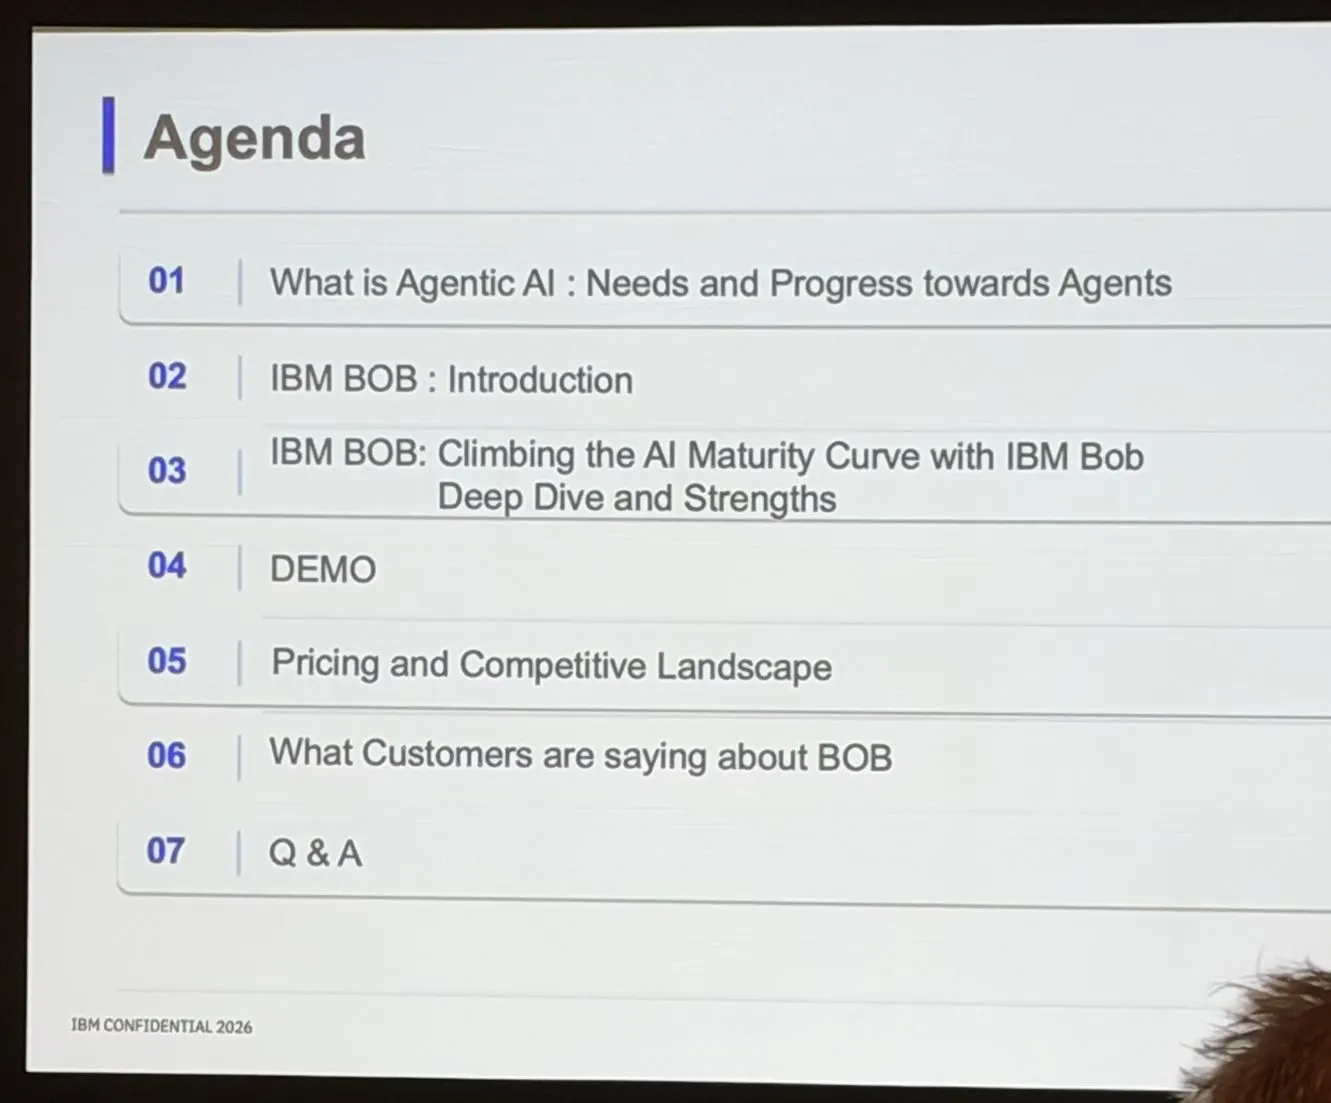 Agenda
01 What is Agentic AI : Needs and Progress towards Agents
02 IBM BOB : Introduction
03 IBM BOB: Climbing the AI Maturity Curve with IBM Bob
Deep Dive and Strengths
04 DEMO
05 Pricing and Competitive Landscape
06 What Customers are saying about BOB
07 Q & A
IBM CONFIDENTIAL 2026